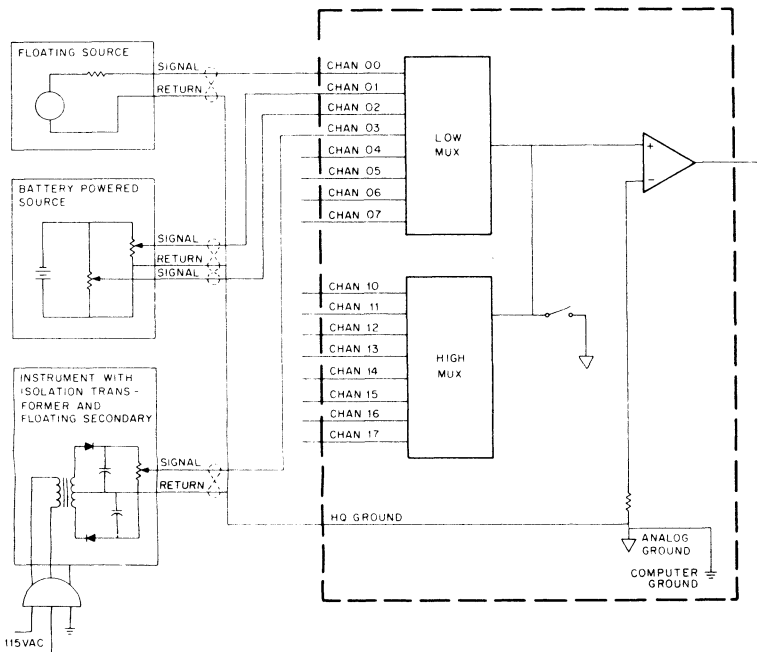 FLOATING SOURCE
SIGNAL
RETURN
BATTERY POWERED
SOURCE
SIGNAL
RETURN
SIGNAL
INSTRUMENT WITH
ISOLATION TRANS-
FORMER AND
FLOATING SECONDARY
SIGNAL
RETURN
115VAC
CHAN 00
CHAN 01
CHAN 02
CHAN 03
CHAN 04
CHAN 05
CHAN 06
CHAN 07
LOW
MUX
+
−
CHAN 10
CHAN 11
CHAN 12
CHAN 13
CHAN 14
CHAN 15
CHAN 16
CHAN 17
HIGH
MUX
HQ GROUND
ANALOG
GROUND
COMPUTER
GROUND